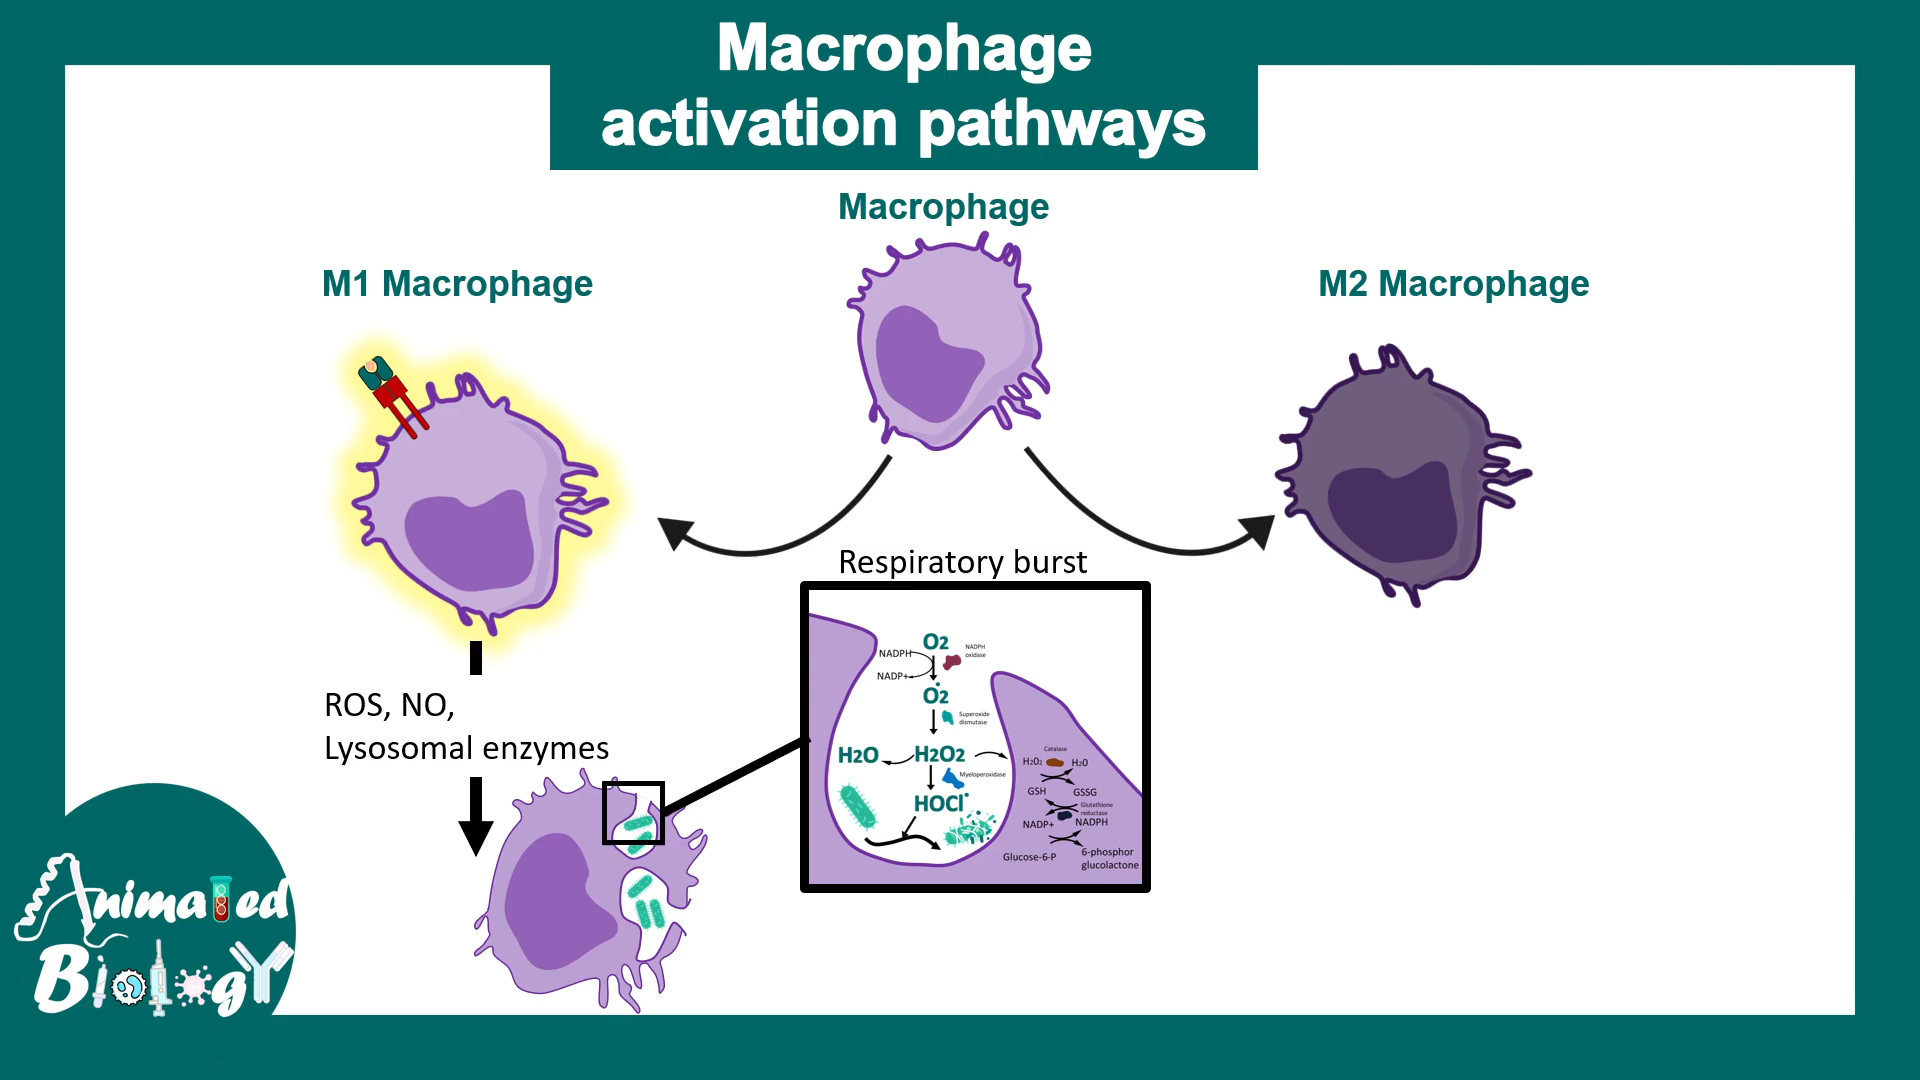 Macrophage
activation pathways
Macrophage
M1 Macrophage
M2 Macrophage
Respiratory burst
ROS, NO,
Lysosomal enzymes
O2
NADPH
NADPH
oxidase
NADP+
O2
Superoxide
dismutase
H2O
H2O2
Catalase
H2O2
H2O
Myeloperoxidase
GSH
GSSG
HOCl
Glutathione
reductase
NADP+
NADPH
Glucose-6-P
6-phosphor
glucolactone
Animated
Biology